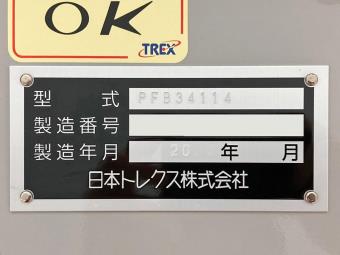 OK
TREX
型式 PFB34114
製造番号
製造年月 20 年 月
日本トレクス株式会社